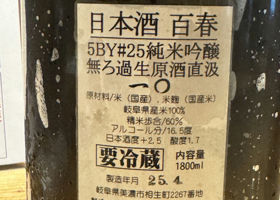 日本酒 百春
5BY#25純米吟醸
無ろ過生原酒直汲
一〇
原材料/米(国産)、米麹(国産米)
岐阜県産米100%
精米歩合/60%
アルコール分/16.5度
日本酒度+2.5 酸度1.7
要冷蔵 内容量 1800ml
製造年月 25.4
岐阜県美濃市相生町2267番地